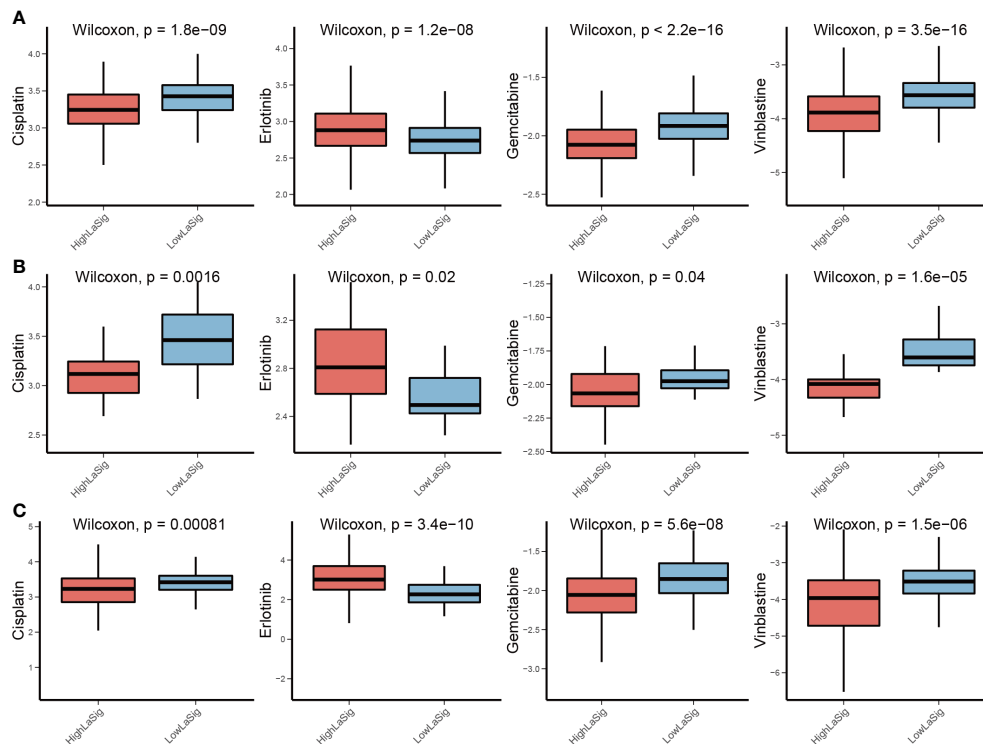 A
Wilcoxon, p = 1.8e−09
Cisplatin
4.0
3.5
3.0
2.5
2.0
HighLaSig
LowLaSig
Wilcoxon, p = 1.2e−08
Erlotinib
4.0
3.5
3.0
2.5
2.0
HighLaSig
LowLaSig
Wilcoxon, p < 2.2e−16
Gemcitabine
−1.5
−2.0
−2.5
HighLaSig
LowLaSig
Wilcoxon, p = 3.5e−16
Vinblastine
−3
−4
−5
HighLaSig
LowLaSig
B
Wilcoxon, p = 0.0016
Cisplatin
4.0
3.5
3.0
2.5
HighLaSig
LowLaSig
Wilcoxon, p = 0.02
Erlotinib
3.2
2.8
2.4
HighLaSig
LowLaSig
Wilcoxon, p = 0.04
Gemcitabine
−1.25
−1.50
−1.75
−2.00
−2.25
−2.50
HighLaSig
LowLaSig
Wilcoxon, p = 1.6e−05
Vinblastine
−3
−4
−5
HighLaSig
LowLaSig
C
Wilcoxon, p = 0.00081
Cisplatin
5
4
3
2
1
HighLaSig
LowLaSig
Wilcoxon, p = 3.4e−10
Erlotinib
4
2
0
−2
HighLaSig
LowLaSig
Wilcoxon, p = 5.6e−08
Gemcitabine
−1.5
−2.0
−2.5
−3.0
HighLaSig
LowLaSig
Wilcoxon, p = 1.5e−06
Vinblastine
−2
−3
−4
−5
−6
HighLaSig
LowLaSig